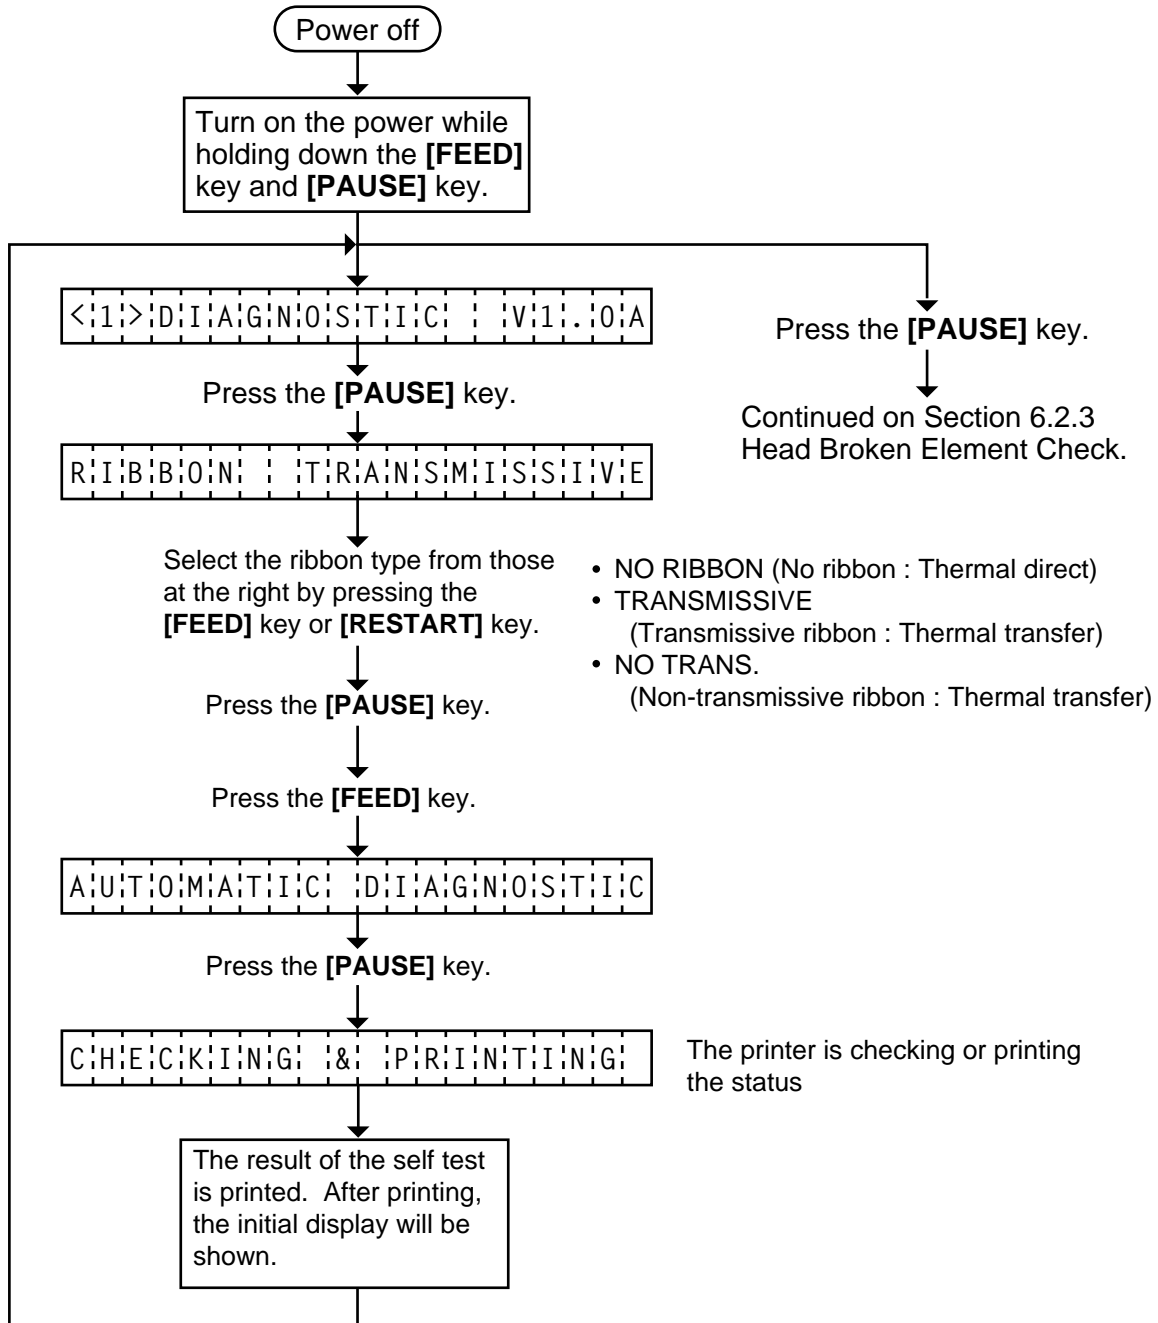 Power off
Turn on the power while
holding down the [FEED]
key and [PAUSE] key.
<1>DIAGNOSTIC  V1.0A
Press the [PAUSE] key.
Press the [PAUSE] key.
Continued on Section 6.2.3
Head Broken Element Check.
RIBBON  TRANSMISSIVE
Select the ribbon type from those
at the right by pressing the
[FEED] key or [RESTART] key.
• NO RIBBON (No ribbon : Thermal direct)
• TRANSMISSIVE
(Transmissive ribbon : Thermal transfer)
• NO TRANS.
(Non-transmissive ribbon : Thermal transfer)
Press the [PAUSE] key.
Press the [FEED] key.
AUTOMATIC DIAGNOSTIC
Press the [PAUSE] key.
CHECKING & PRINTING
The printer is checking or printing
the status
The result of the self test
is printed.  After printing,
the initial display will be
shown.